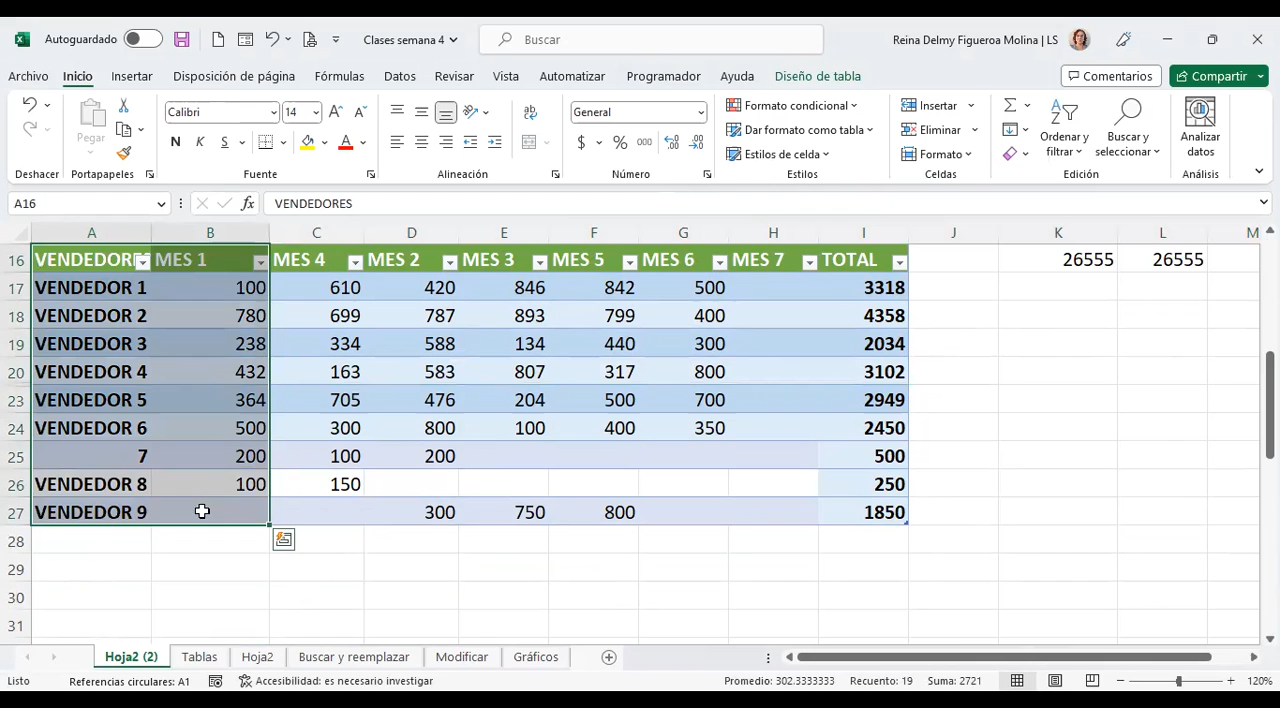 Autoguardado Clases semana 4 Buscar Reina Delmy Figueroa Molina | LS
Archivo Inicio Insertar Disposición de página Fórmulas Datos Revisar Vista Automatizar Programador Ayuda Diseño de tabla Comentarios Compartir
Pegar Calibri 14 General Formato condicional Insertar
N K S $ % 000 Dar formato como tabla Eliminar Ordenar y filtrar Buscar y seleccionar Analizar datos
Estilos de celda Formato
Deshacer Portapapeles Fuente Alineación Número Estilos Celdas Edición Análisis
A16 fx VENDEDORES
A B C D E F G H I J K L M
16 VENDEDOR MES 1 MES 4 MES 2 MES 3 MES 5 MES 6 MES 7 TOTAL 26555 26555
17 VENDEDOR 1 100 610 420 846 842 500 3318
18 VENDEDOR 2 780 699 787 893 799 400 4358
19 VENDEDOR 3 238 334 588 134 440 300 2034
20 VENDEDOR 4 432 163 583 807 317 800 3102
23 VENDEDOR 5 364 705 476 204 500 700 2949
24 VENDEDOR 6 500 300 800 100 400 350 2450
25 7 200 100 200 500
26 VENDEDOR 8 100 150 250
27 VENDEDOR 9 300 750 800 1850
28
29
30
31
Hoja2 (2) Tablas Hoja2 Buscar y reemplazar Modificar Gráficos
Listo Referencias circulares: A1 Accesibilidad: es necesario investigar Promedio: 302.3333333 Recuento: 19 Suma: 2721 120%